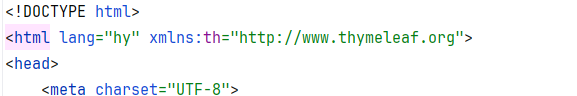 <!DOCTYPE html>
<html lang="hy" xmlns:th="http://www.thymeleaf.org">
<head>
    <meta charset="UTF-8">